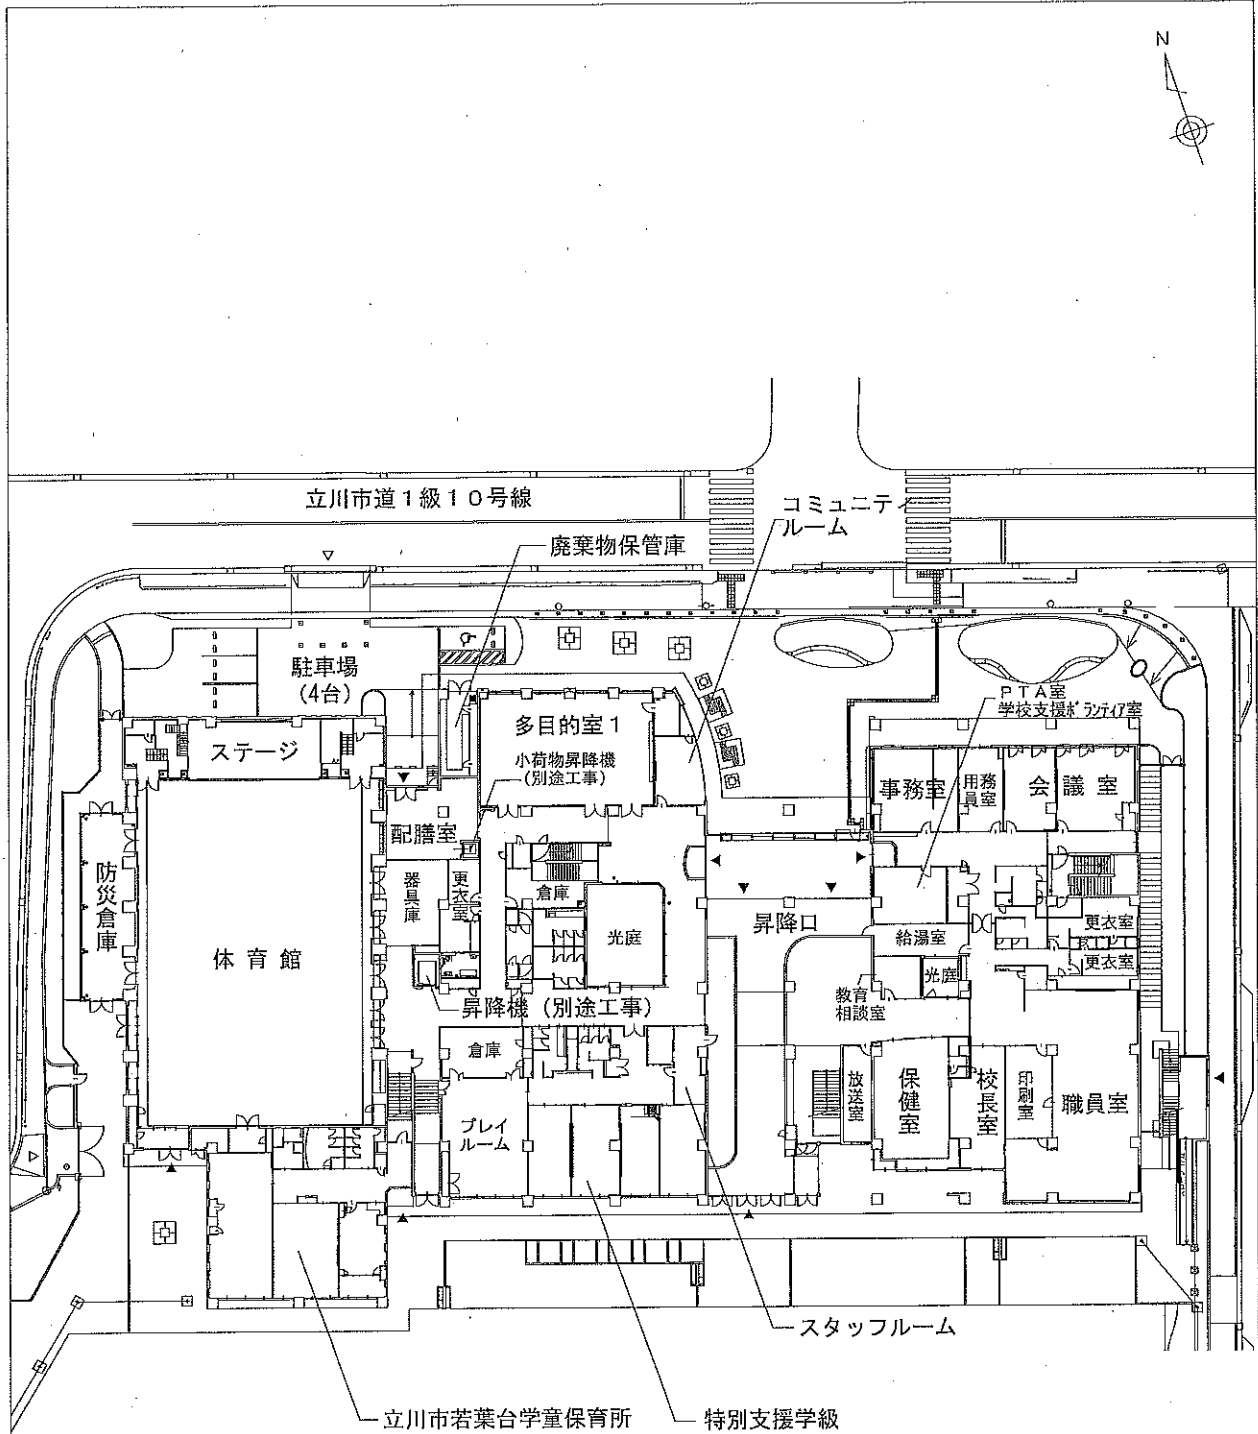 N
立川市道1級10号線
コミュニティ
ルーム
廃棄物保管庫
駐車場
(4台)
PTA室
学校支援ボランティア室
ステージ
多目的室1
小荷物昇降機
(別途工事)
事務室
用務
員室
会議室
配膳室
防災倉庫
器具庫
更衣室
倉庫
光庭
昇降口
給湯室
更衣室
体育館
光庭
更衣室
教育
相談室
昇降機(別途工事)
倉庫
プレイ
ルーム
放送室
保健室
校長室
印刷室
職員室
スタッフルーム
立川市若葉台学童保育所
特別支援学級